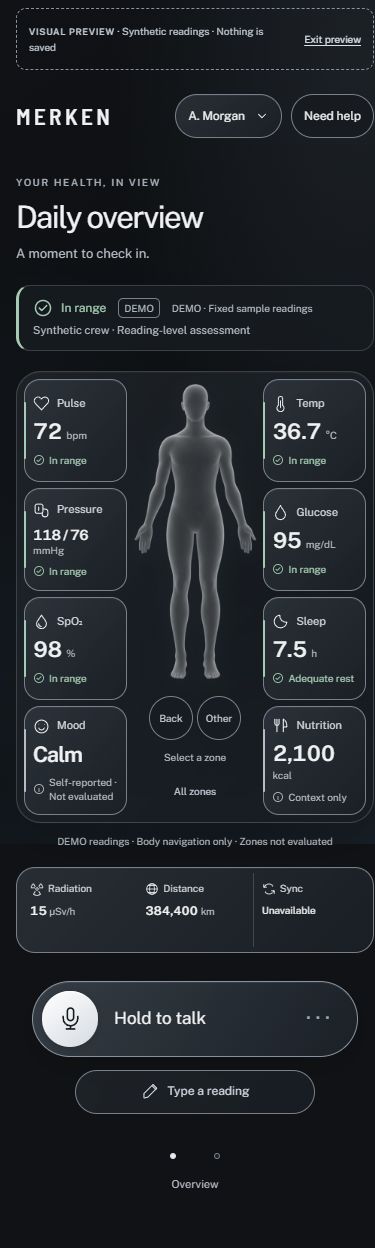 VISUAL PREVIEW · Synthetic readings · Nothing is
saved
Exit preview
MERKEN
A. Morgan
Need help
YOUR HEALTH, IN VIEW
Daily overview
A moment to check in.
In range DEMO DEMO · Fixed sample readings
Synthetic crew · Reading-level assessment
Pulse
72 bpm
In range
Pressure
118/76
mmHg
In range
SpO₂
98 %
In range
Mood
Calm
Self-reported ·
Not evaluated
Back
Other
Select a zone
All zones
Temp
36.7 °C
In range
Glucose
95 mg/dL
In range
Sleep
7.5 h
Adequate rest
Nutrition
2,100
kcal
Context only
DEMO readings · Body navigation only · Zones not evaluated
Radiation
15 µSv/h
Distance
384,400 km
Sync
Unavailable
Hold to talk
Type a reading
Overview